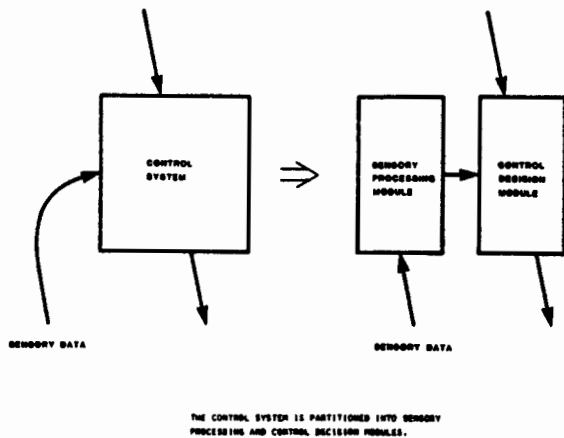 CONTROL
SYSTEM
SENSORY
PROCESSING
MODULE
CONTROL
DECISION
MODULE
SENSORY DATA
SENSORY DATA
THE CONTROL SYSTEM IS PARTITIONED INTO SENSORY
PROCESSING AND CONTROL DECISION MODULES.